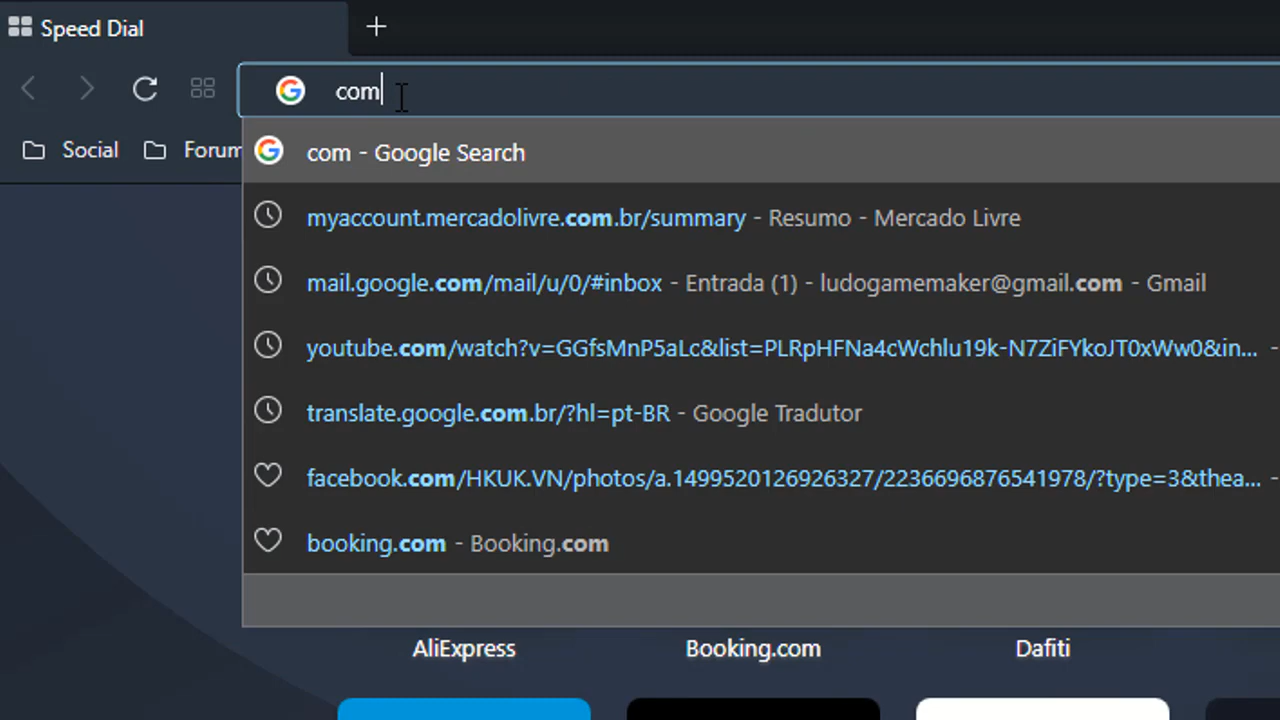 Speed Dial
com
Social Forum
com - Google Search
myaccount.mercadolivre.com.br/summary - Resumo - Mercado Livre
mail.google.com/mail/u/0/#inbox - Entrada (1) - ludogamemaker@gmail.com - Gmail
youtube.com/watch?v=GGfsMnP5aLc&list=PLRpHFNa4cWchlu19k-N7ZiFYkoJT0xWw0&in... -
translate.google.com.br/?hl=pt-BR - Google Tradutor
facebook.com/HKUK.VN/photos/a.1499520126926327/2236696876541978/?type=3&thea... -
booking.com - Booking.com
AliExpress Booking.com Dafiti